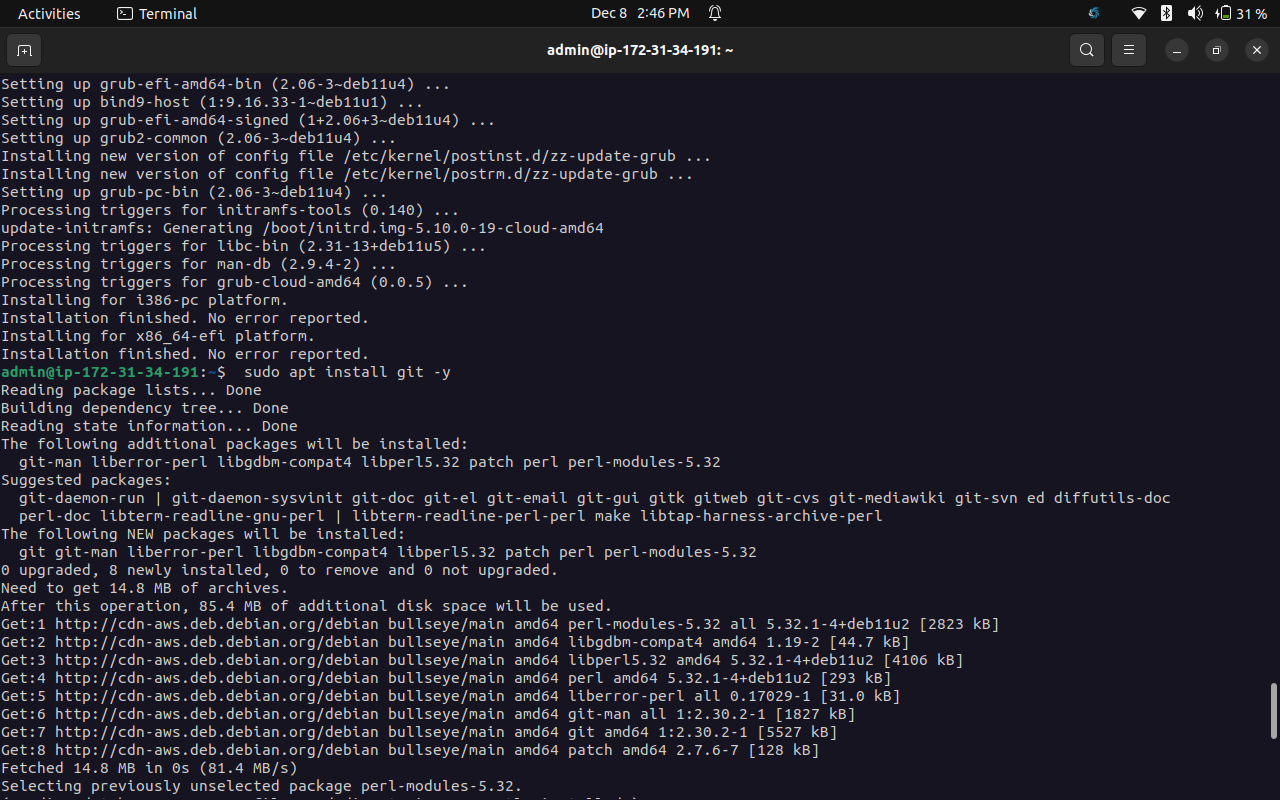 Activities Terminal Dec 8 2:46 PM 31 %
admin@ip-172-31-34-191: ~
Setting up grub-efi-amd64-bin (2.06-3~deb11u4) ...
Setting up bind9-host (1:9.16.33-1~deb11u1) ...
Setting up grub-efi-amd64-signed (1+2.06+3~deb11u4) ...
Setting up grub2-common (2.06-3~deb11u4) ...
Installing new version of config file /etc/kernel/postinst.d/zz-update-grub ...
Installing new version of config file /etc/kernel/postrm.d/zz-update-grub ...
Setting up grub-pc-bin (2.06-3~deb11u4) ...
Processing triggers for initramfs-tools (0.140) ...
update-initramfs: Generating /boot/initrd.img-5.10.0-19-cloud-amd64
Processing triggers for libc-bin (2.31-13+deb11u5) ...
Processing triggers for man-db (2.9.4-2) ...
Processing triggers for grub-cloud-amd64 (0.0.5) ...
Installing for i386-pc platform.
Installation finished. No error reported.
Installing for x86_64-efi platform.
Installation finished. No error reported.
admin@ip-172-31-34-191:~$  sudo apt install git -y
Reading package lists... Done
Building dependency tree... Done
Reading state information... Done
The following additional packages will be installed:
  git-man liberror-perl libgdbm-compat4 libperl5.32 patch perl perl-modules-5.32
Suggested packages:
  git-daemon-run | git-daemon-sysvinit git-doc git-el git-email git-gui gitk gitweb git-cvs git-mediawiki git-svn ed diffutils-doc
  perl-doc libterm-readline-gnu-perl | libterm-readline-perl-perl make libtap-harness-archive-perl
The following NEW packages will be installed:
  git git-man liberror-perl libgdbm-compat4 libperl5.32 patch perl perl-modules-5.32
0 upgraded, 8 newly installed, 0 to remove and 0 not upgraded.
Need to get 14.8 MB of archives.
After this operation, 85.4 MB of additional disk space will be used.
Get:1 http://cdn-aws.deb.debian.org/debian bullseye/main amd64 perl-modules-5.32 all 5.32.1-4+deb11u2 [2823 kB]
Get:2 http://cdn-aws.deb.debian.org/debian bullseye/main amd64 libgdbm-compat4 amd64 1.19-2 [44.7 kB]
Get:3 http://cdn-aws.deb.debian.org/debian bullseye/main amd64 libperl5.32 amd64 5.32.1-4+deb11u2 [4106 kB]
Get:4 http://cdn-aws.deb.debian.org/debian bullseye/main amd64 perl amd64 5.32.1-4+deb11u2 [293 kB]
Get:5 http://cdn-aws.deb.debian.org/debian bullseye/main amd64 liberror-perl all 0.17029-1 [31.0 kB]
Get:6 http://cdn-aws.deb.debian.org/debian bullseye/main amd64 git-man all 1:2.30.2-1 [1827 kB]
Get:7 http://cdn-aws.deb.debian.org/debian bullseye/main amd64 git amd64 1:2.30.2-1 [5527 kB]
Get:8 http://cdn-aws.deb.debian.org/debian bullseye/main amd64 patch amd64 2.7.6-7 [128 kB]
Fetched 14.8 MB in 0s (81.4 MB/s)
Selecting previously unselected package perl-modules-5.32.